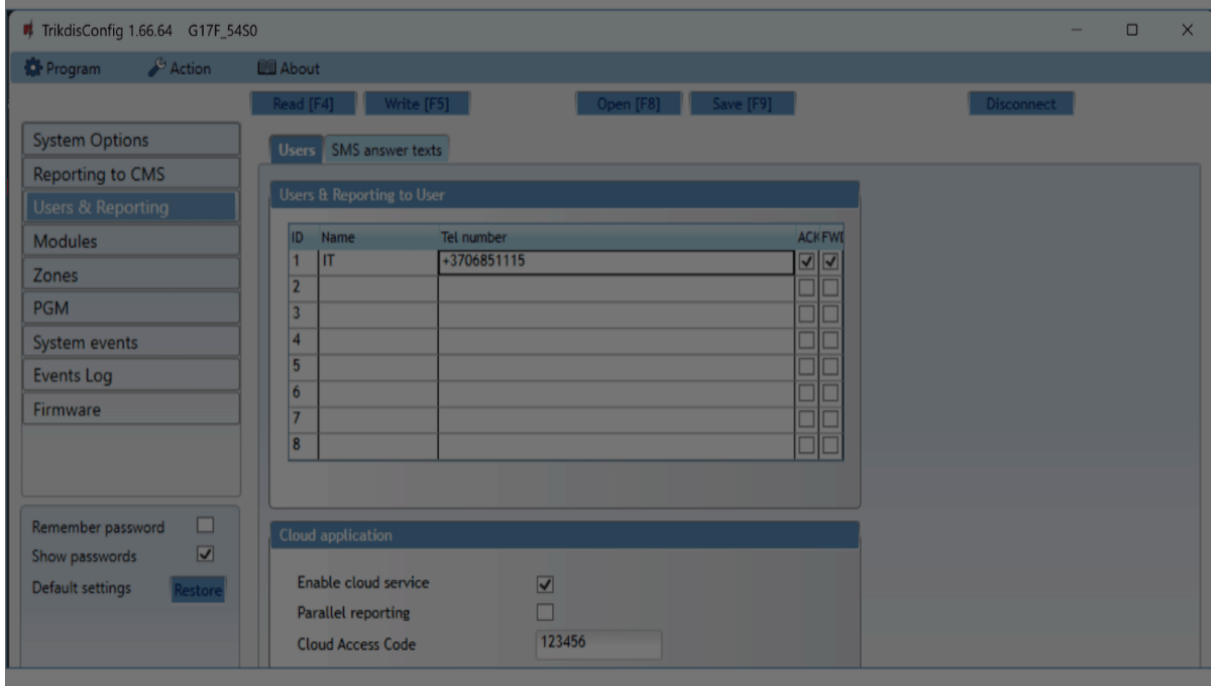 TrikdisConfig 1.66.64 G17F_54S0
Program Action About
Read [F4] Write [F5] Open [F8] Save [F9] Disconnect
System Options
Reporting to CMS
Users & Reporting
Modules
Zones
PGM
System events
Events Log
Firmware
Remember password
Show passwords
Default settings Restore
Users SMS answer texts
Users & Reporting to User
ID Name Tel number ACK FWD
1 IT +3706851115
2
3
4
5
6
7
8
Cloud application
Enable cloud service
Parallel reporting
Cloud Access Code 123456